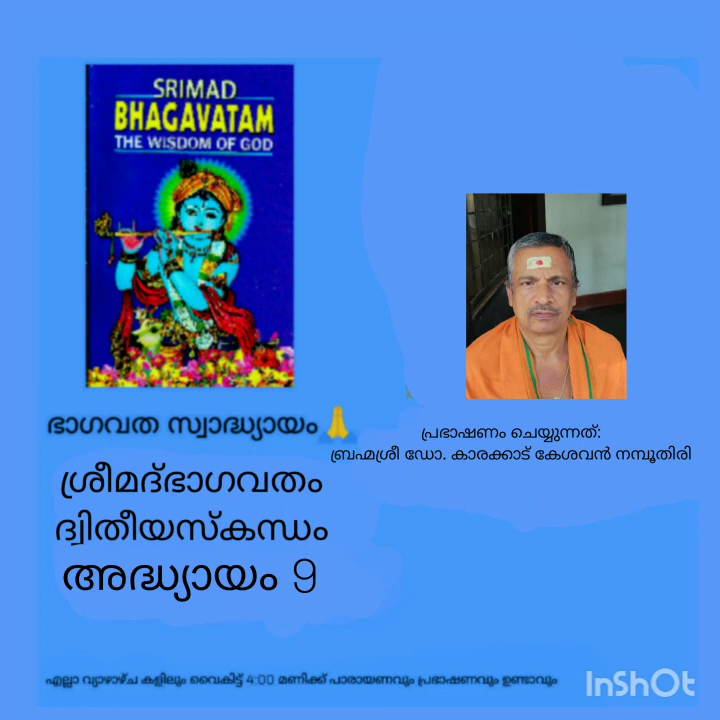 SRIMAD
BHAGAVATAM
THE WISDOM OF GOD
ഭാഗവത സ്വാദ്ധ്യായം🙏
ശ്രീമദ്ഭാഗവതം
ദ്വിതീയസ്കന്ധം
അദ്ധ്യായം 9
പ്രഭാഷണം ചെയ്യുന്നത്:
ബ്രഹ്മശ്രീ ഡോ. കാരക്കാട് കേശവൻ നമ്പൂതിരി
എല്ലാ വ്യാഴാഴ്ച കളിലും വൈകിട്ട് 4:00 മണിക്ക് പാരായണവും പ്രഭാഷണവും ഉണ്ടാവും
InShOt